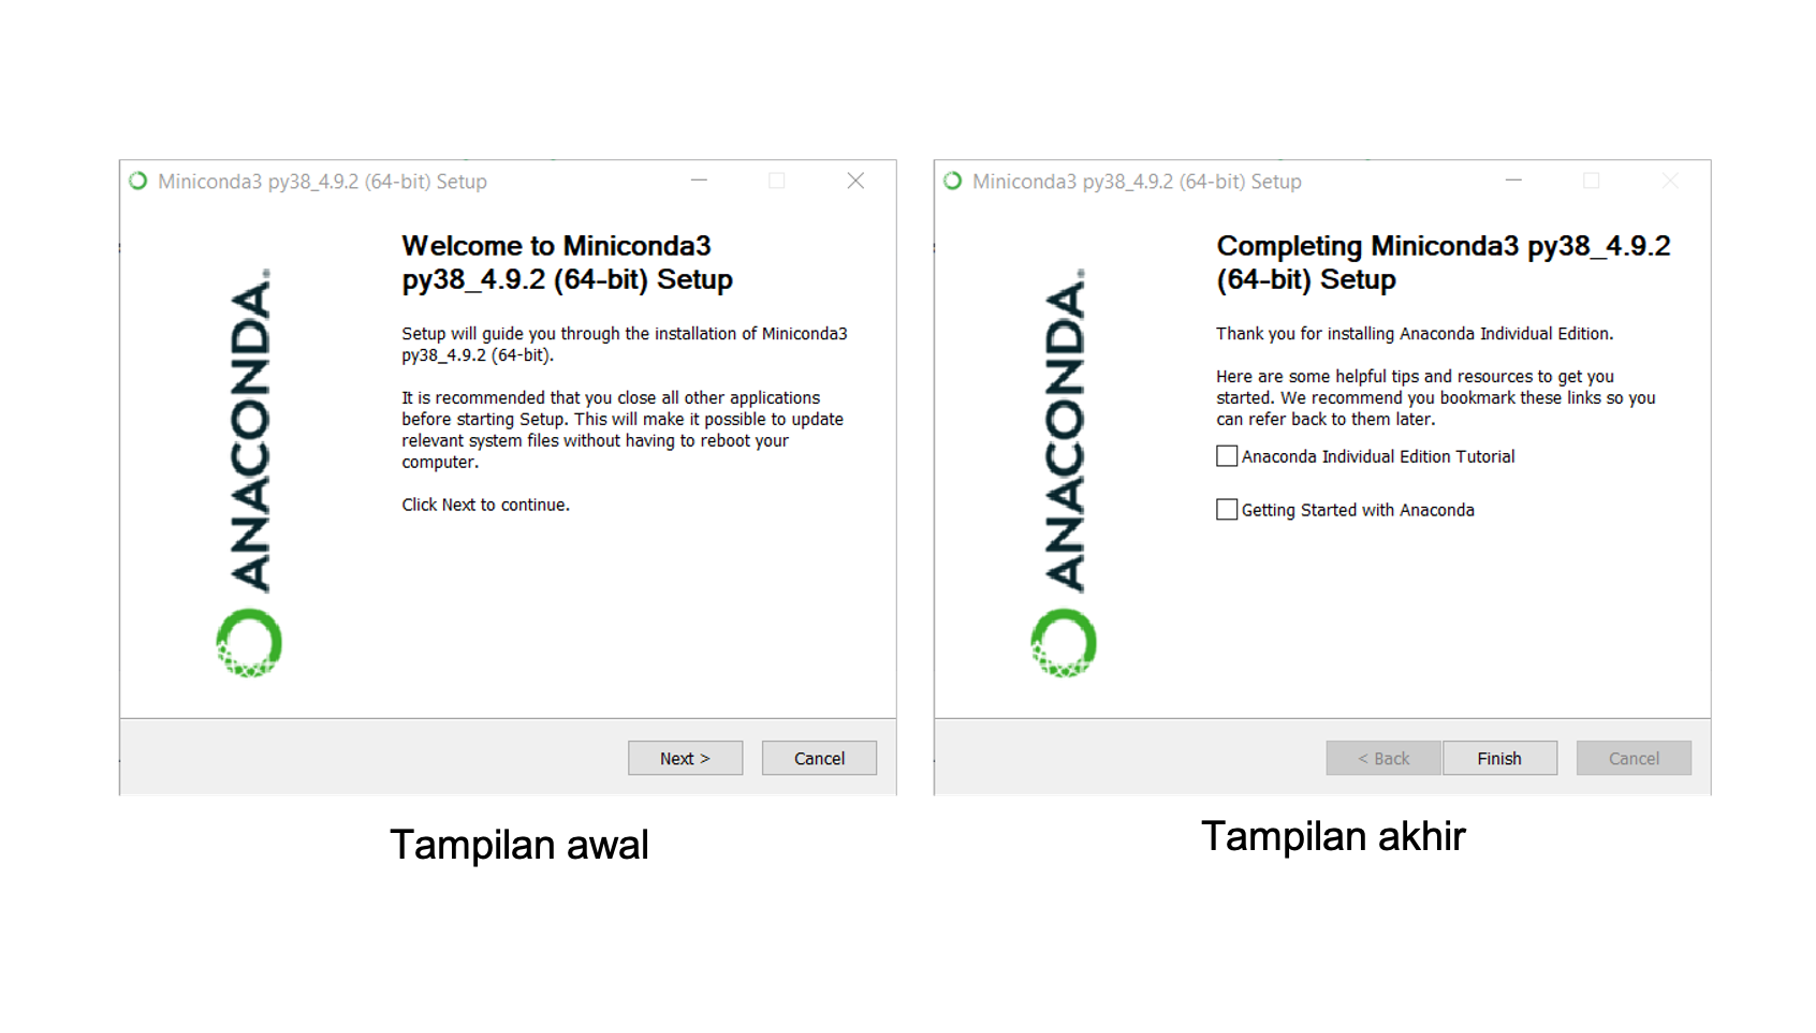 Miniconda3 py38_4.9.2 (64-bit) Setup
Welcome to Miniconda3
py38_4.9.2 (64-bit) Setup
Setup will guide you through the installation of Miniconda3
py38_4.9.2 (64-bit).
It is recommended that you close all other applications
before starting Setup. This will make it possible to update
relevant system files without having to reboot your
computer.
Click Next to continue.
ANACONDA.
Next >
Cancel
Tampilan awal
Miniconda3 py38_4.9.2 (64-bit) Setup
Completing Miniconda3 py38_4.9.2
(64-bit) Setup
Thank you for installing Anaconda Individual Edition.
Here are some helpful tips and resources to get you
started. We recommend you bookmark these links so you
can refer back to them later.
Anaconda Individual Edition Tutorial
Getting Started with Anaconda
ANACONDA.
< Back
Finish
Cancel
Tampilan akhir